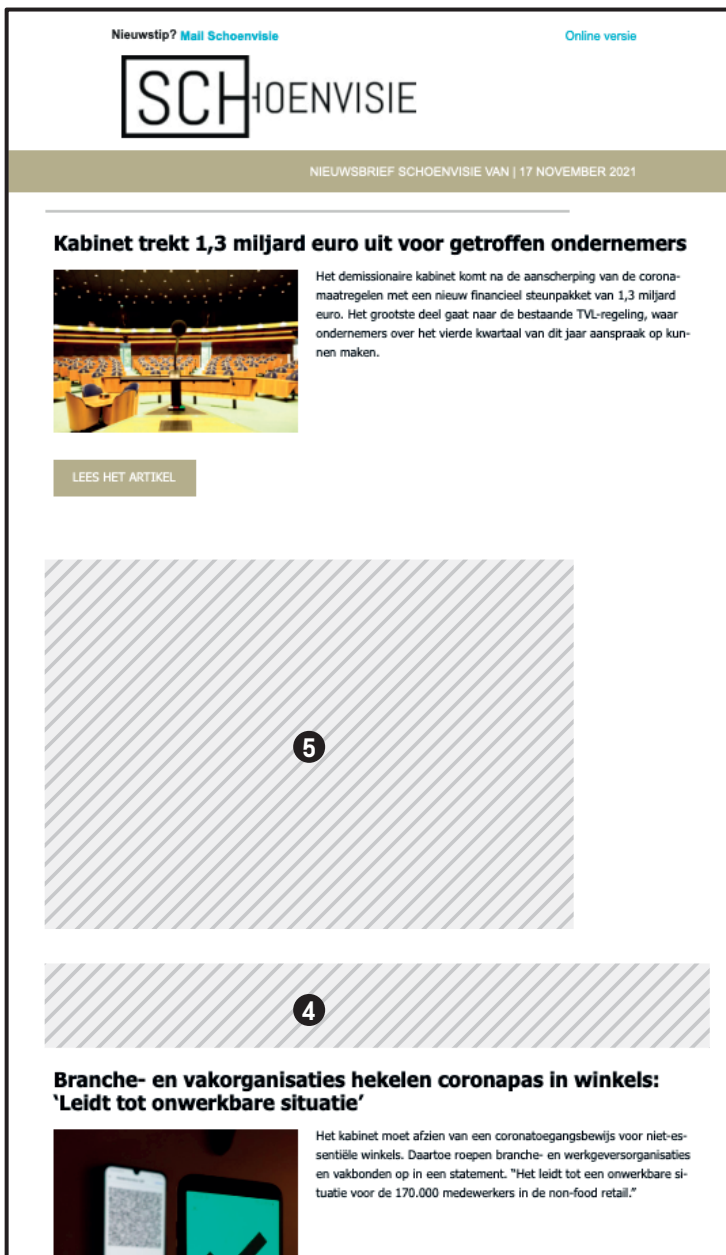 Nieuwstip? Mail Schoenvisie
Online versie
SCHOENVISIE
NIEUWSBRIEF SCHOENVISIE VAN | 17 NOVEMBER 2021
Kabinet trekt 1,3 miljard euro uit voor getroffen ondernemers
Het demissionaire kabinet komt na de aanscherping van de corona-
maatregelen met een nieuw financieel steunpakket van 1,3 miljard
euro. Het grootste deel gaat naar de bestaande TVL-regeling, waar
ondernemers over het vierde kwartaal van dit jaar aanspraak op kun-
nen maken.
LEES HET ARTIKEL
5
4
Branche- en vakorganisaties hekelen coronapas in winkels:
‘Leidt tot onwerkbare situatie’
Het kabinet moet afzien van een coronatoegangsbewijs voor niet-es-
sentiële winkels. Daartoe roepen branche- en werkgeversorganisaties
en vakbonden op in een statement. “Het leidt tot een onwerkbare si-
tuatie voor de 170.000 medewerkers in de non-food retail.”